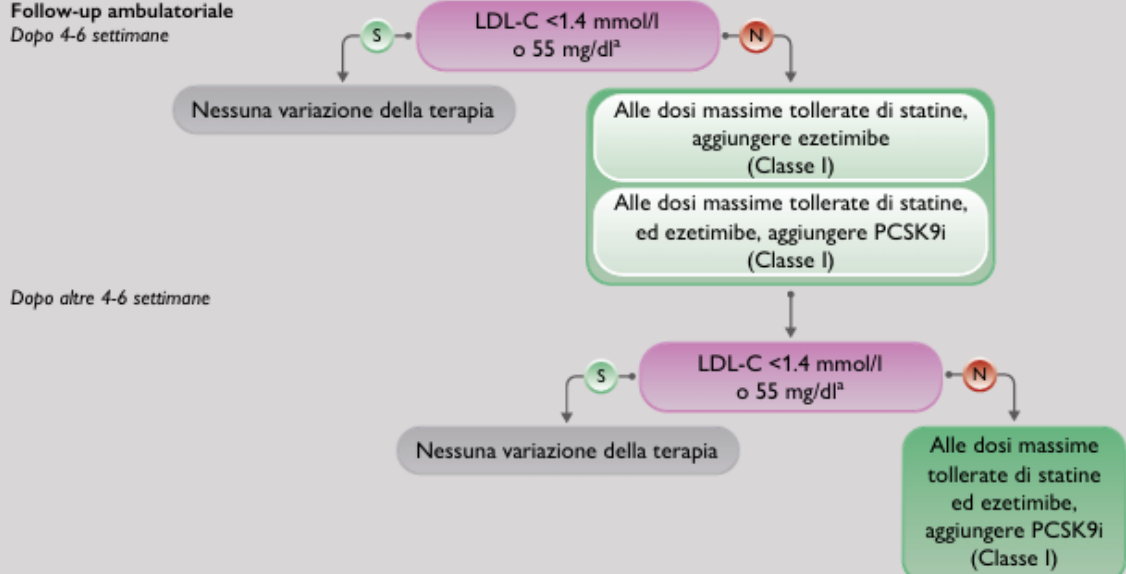 Follow-up ambulatoriale
Dopo 4-6 settimane
LDL-C <1.4 mmol/l
o 55 mg/dlª
S
N
Nessuna variazione della terapia
Alle dosi massime tollerate di statine,
aggiungere ezetimibe
(Classe I)
Alle dosi massime tollerate di statine,
ed ezetimibe, aggiungere PCSK9i
(Classe I)
Dopo altre 4-6 settimane
LDL-C <1.4 mmol/l
o 55 mg/dlª
S
N
Nessuna variazione della terapia
Alle dosi massime
tollerate di statine
ed ezetimibe,
aggiungere PCSK9i
(Classe I)